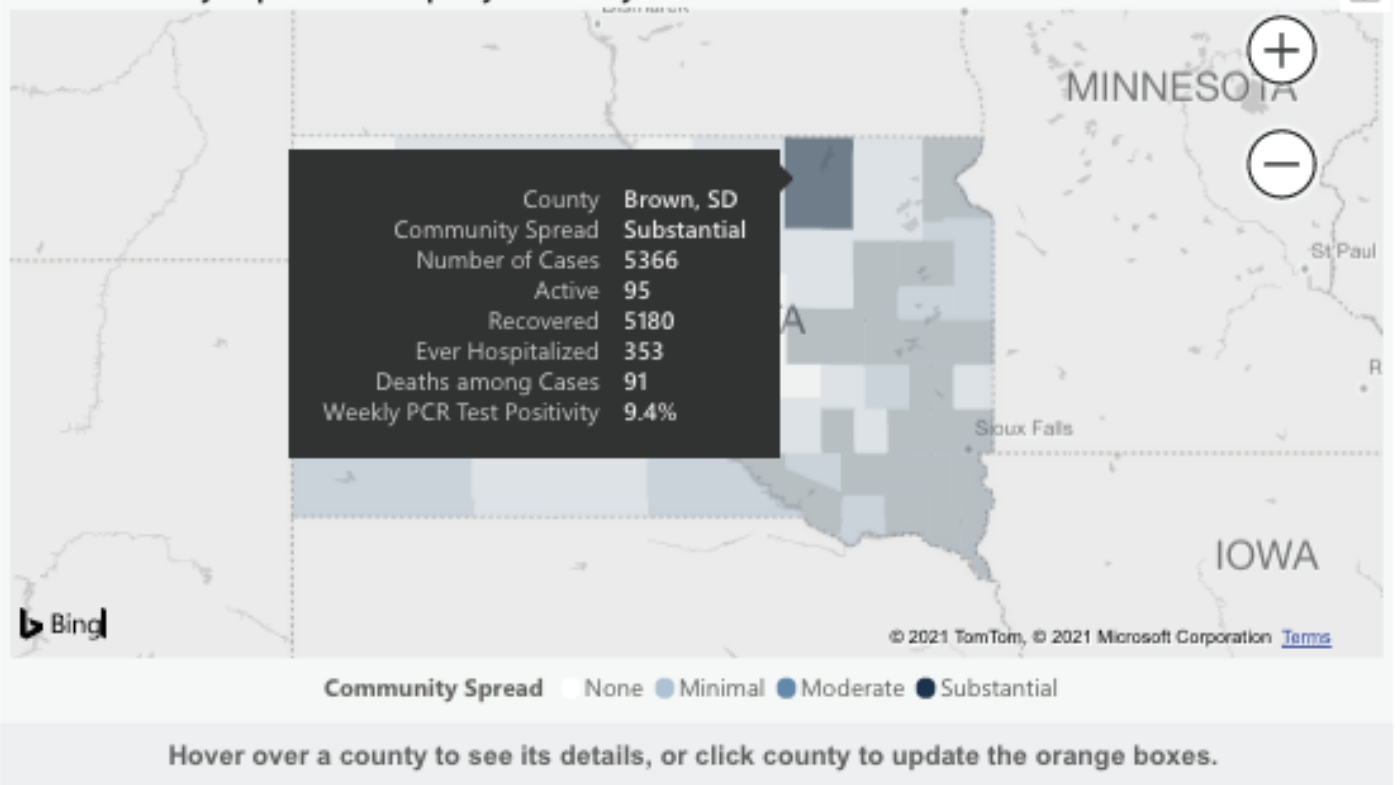 MINNESOTA
St Paul
County Brown, SD
Community Spread Substantial
Number of Cases 5366
Active 95
Recovered 5180
Ever Hospitalized 353
Deaths among Cases 91
Weekly PCR Test Positivity 9.4%
A
R
Sioux Falls
IOWA
Bing
© 2021 TomTom, © 2021 Microsoft Corporation Terms
Community Spread None Minimal Moderate Substantial
Hover over a county to see its details, or click county to update the orange boxes.